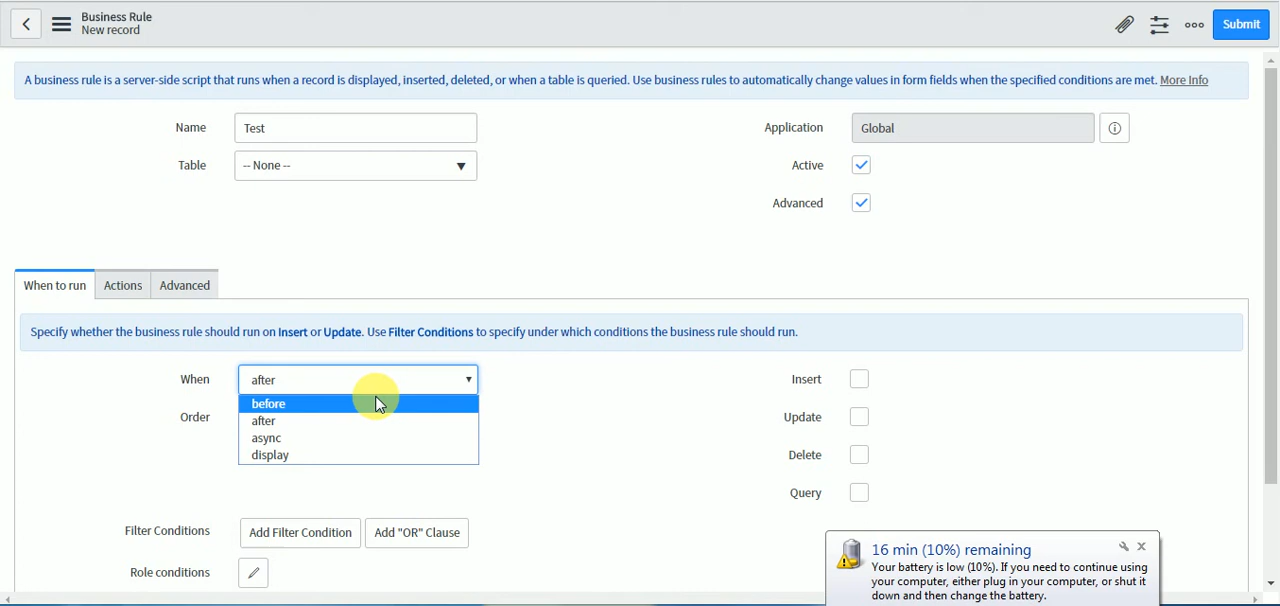 Business Rule
New record
Submit
A business rule is a server-side script that runs when a record is displayed, inserted, deleted, or when a table is queried. Use business rules to automatically change values in form fields when the specified conditions are met. More Info
Name
Test
Application
Global
Table
-- None --
Active
Advanced
When to run
Actions
Advanced
Specify whether the business rule should run on Insert or Update. Use Filter Conditions to specify under which conditions the business rule should run.
When
after
Insert
before
Order
after
Update
async
display
Delete
Query
Filter Conditions
Add Filter Condition
Add "OR" Clause
Role conditions
16 min (10%) remaining
Your battery is low (10%). If you need to continue using
your computer, either plug in your computer, or shut it
down and then change the battery.